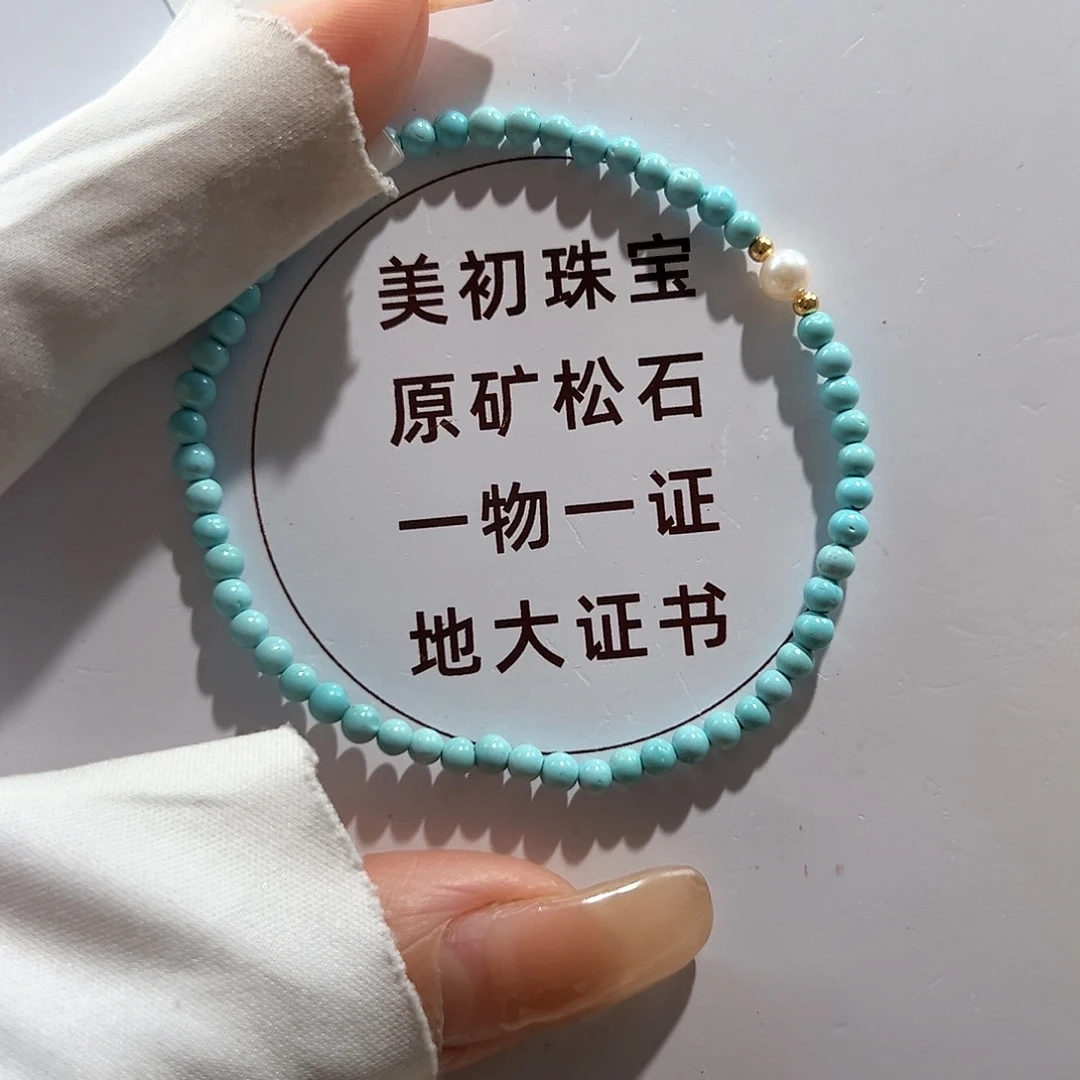 美初珠宝
原矿松石
一物一证
地大证书